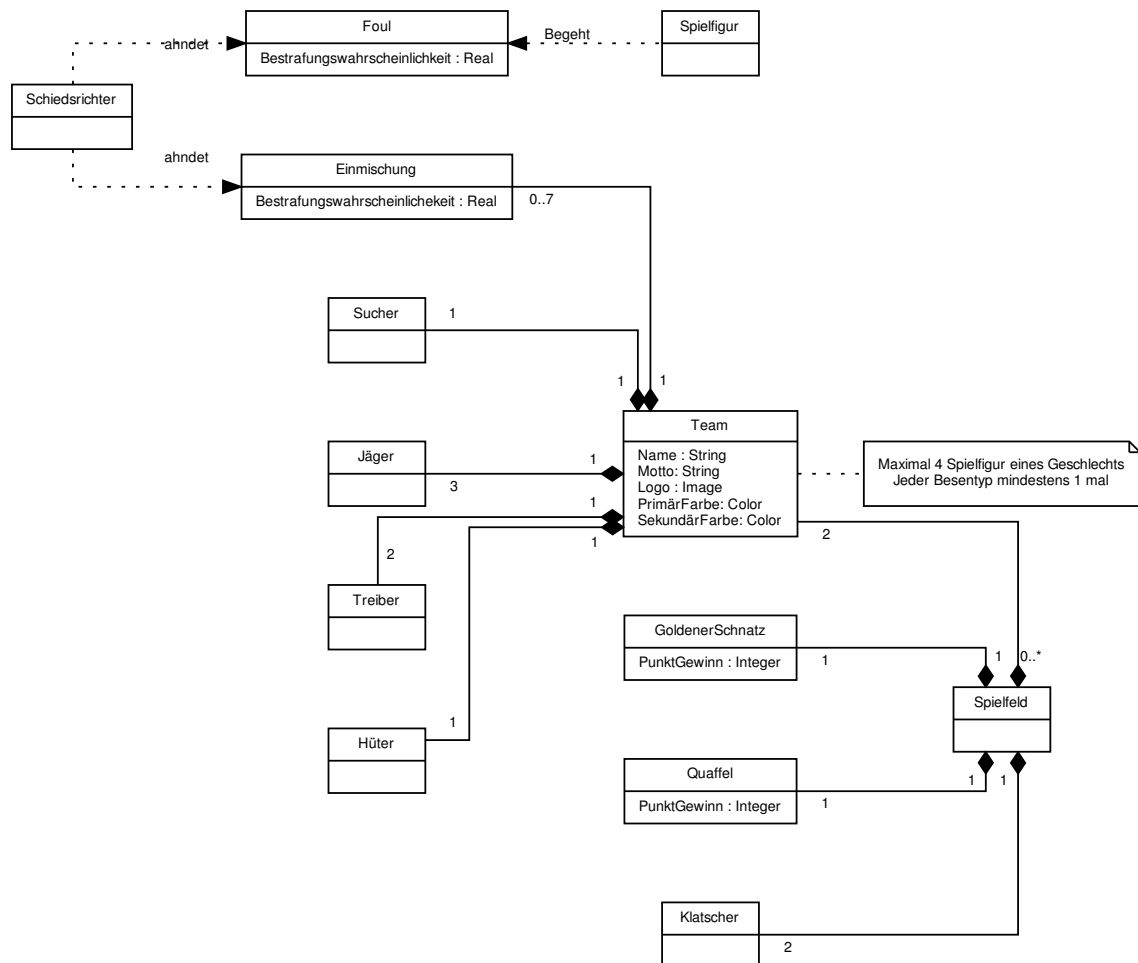 Foul
Bestrafungswahrscheinlichkeit : Real
Spielfigur
Begeht
ahndet
Schiedsrichter
ahndet
Einmischung
Bestrafungswahrscheinlichekeit : Real
0..7
Sucher
1
1
1
Team
Name : String
Motto: String
Logo : Image
PrimärFarbe: Color
SekundärFarbe: Color
Maximal 4 Spielfigur eines Geschlechts
Jeder Besentyp mindestens 1 mal
Jäger
1
3
1
2
1
2
Treiber
GoldenerSchnatz
PunktGewinn : Integer
1
1
0..*
Spielfeld
1
Hüter
Quaffel
PunktGewinn : Integer
1
1
1
Klatscher
2